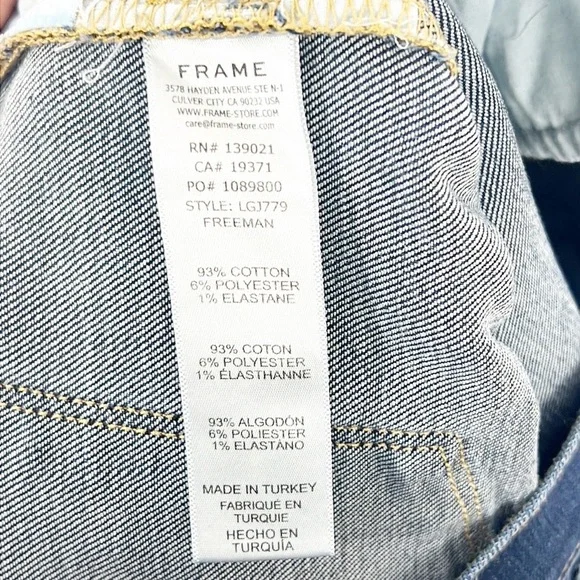 FRAME
3578 HAYDEN AVENUE STE N-1
CULVER CITY CA 90232 USA
WWW.FRAME-STORE.COM
care@frame-store.com
RN# 139021
CA# 19371
PO# 1089800
STYLE: LGJ779
FREEMAN
93% COTTON
6% POLYESTER
1% ELASTANE
93% COTON
6% POLYESTER
1% ÉLASTHANNE
93% ALGODÓN
6% POLIESTER
1% ELASTANO
MADE IN TURKEY
FABRIQUÉ EN
TURQUIE
HECHO EN
TURQUÍA